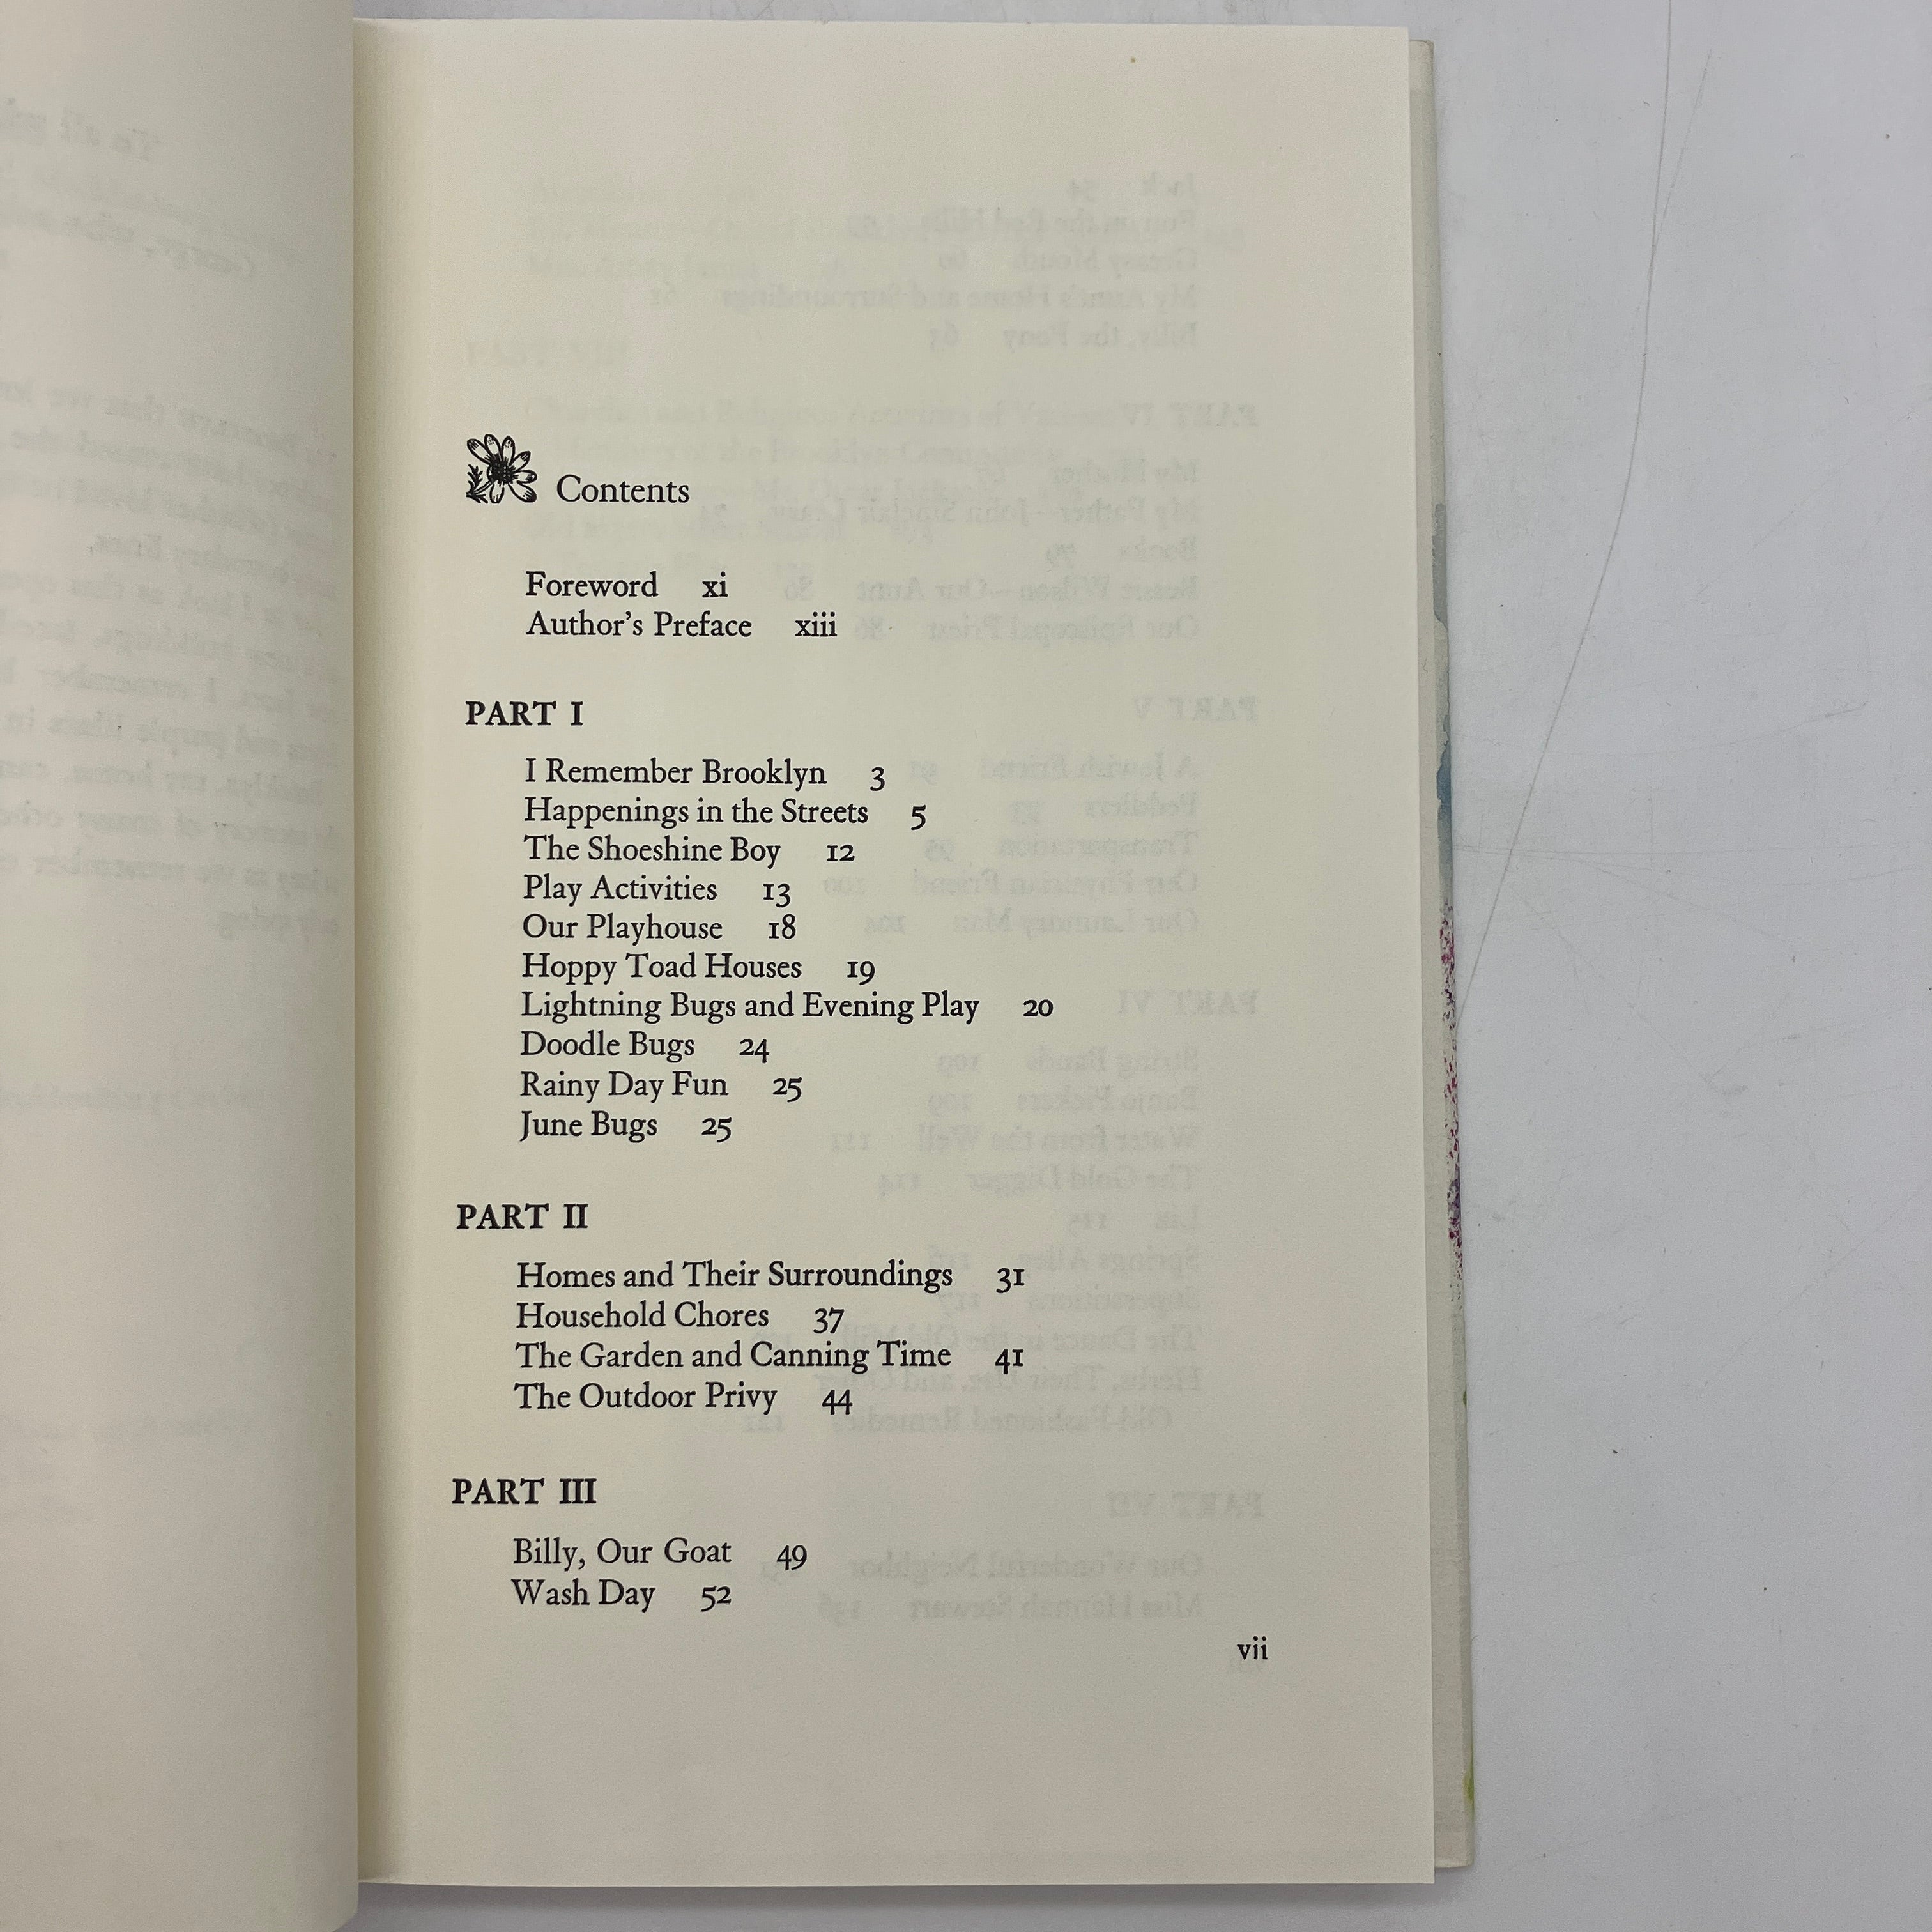 Contents
Foreword xi
Author's Preface xiii
PART I
I Remember Brooklyn 3
Happenings in the Streets 5
The Shoeshine Boy 12
Play Activities 13
Our Playhouse 18
Hoppy Toad Houses 19
Lightning Bugs and Evening Play 20
Doodle Bugs 24
Rainy Day Fun 25
June Bugs 25
PART II
Homes and Their Surroundings 31
Household Chores 37
The Garden and Canning Time 41
The Outdoor Privy 44
PART III
Billy, Our Goat 49
Wash Day 52
vii